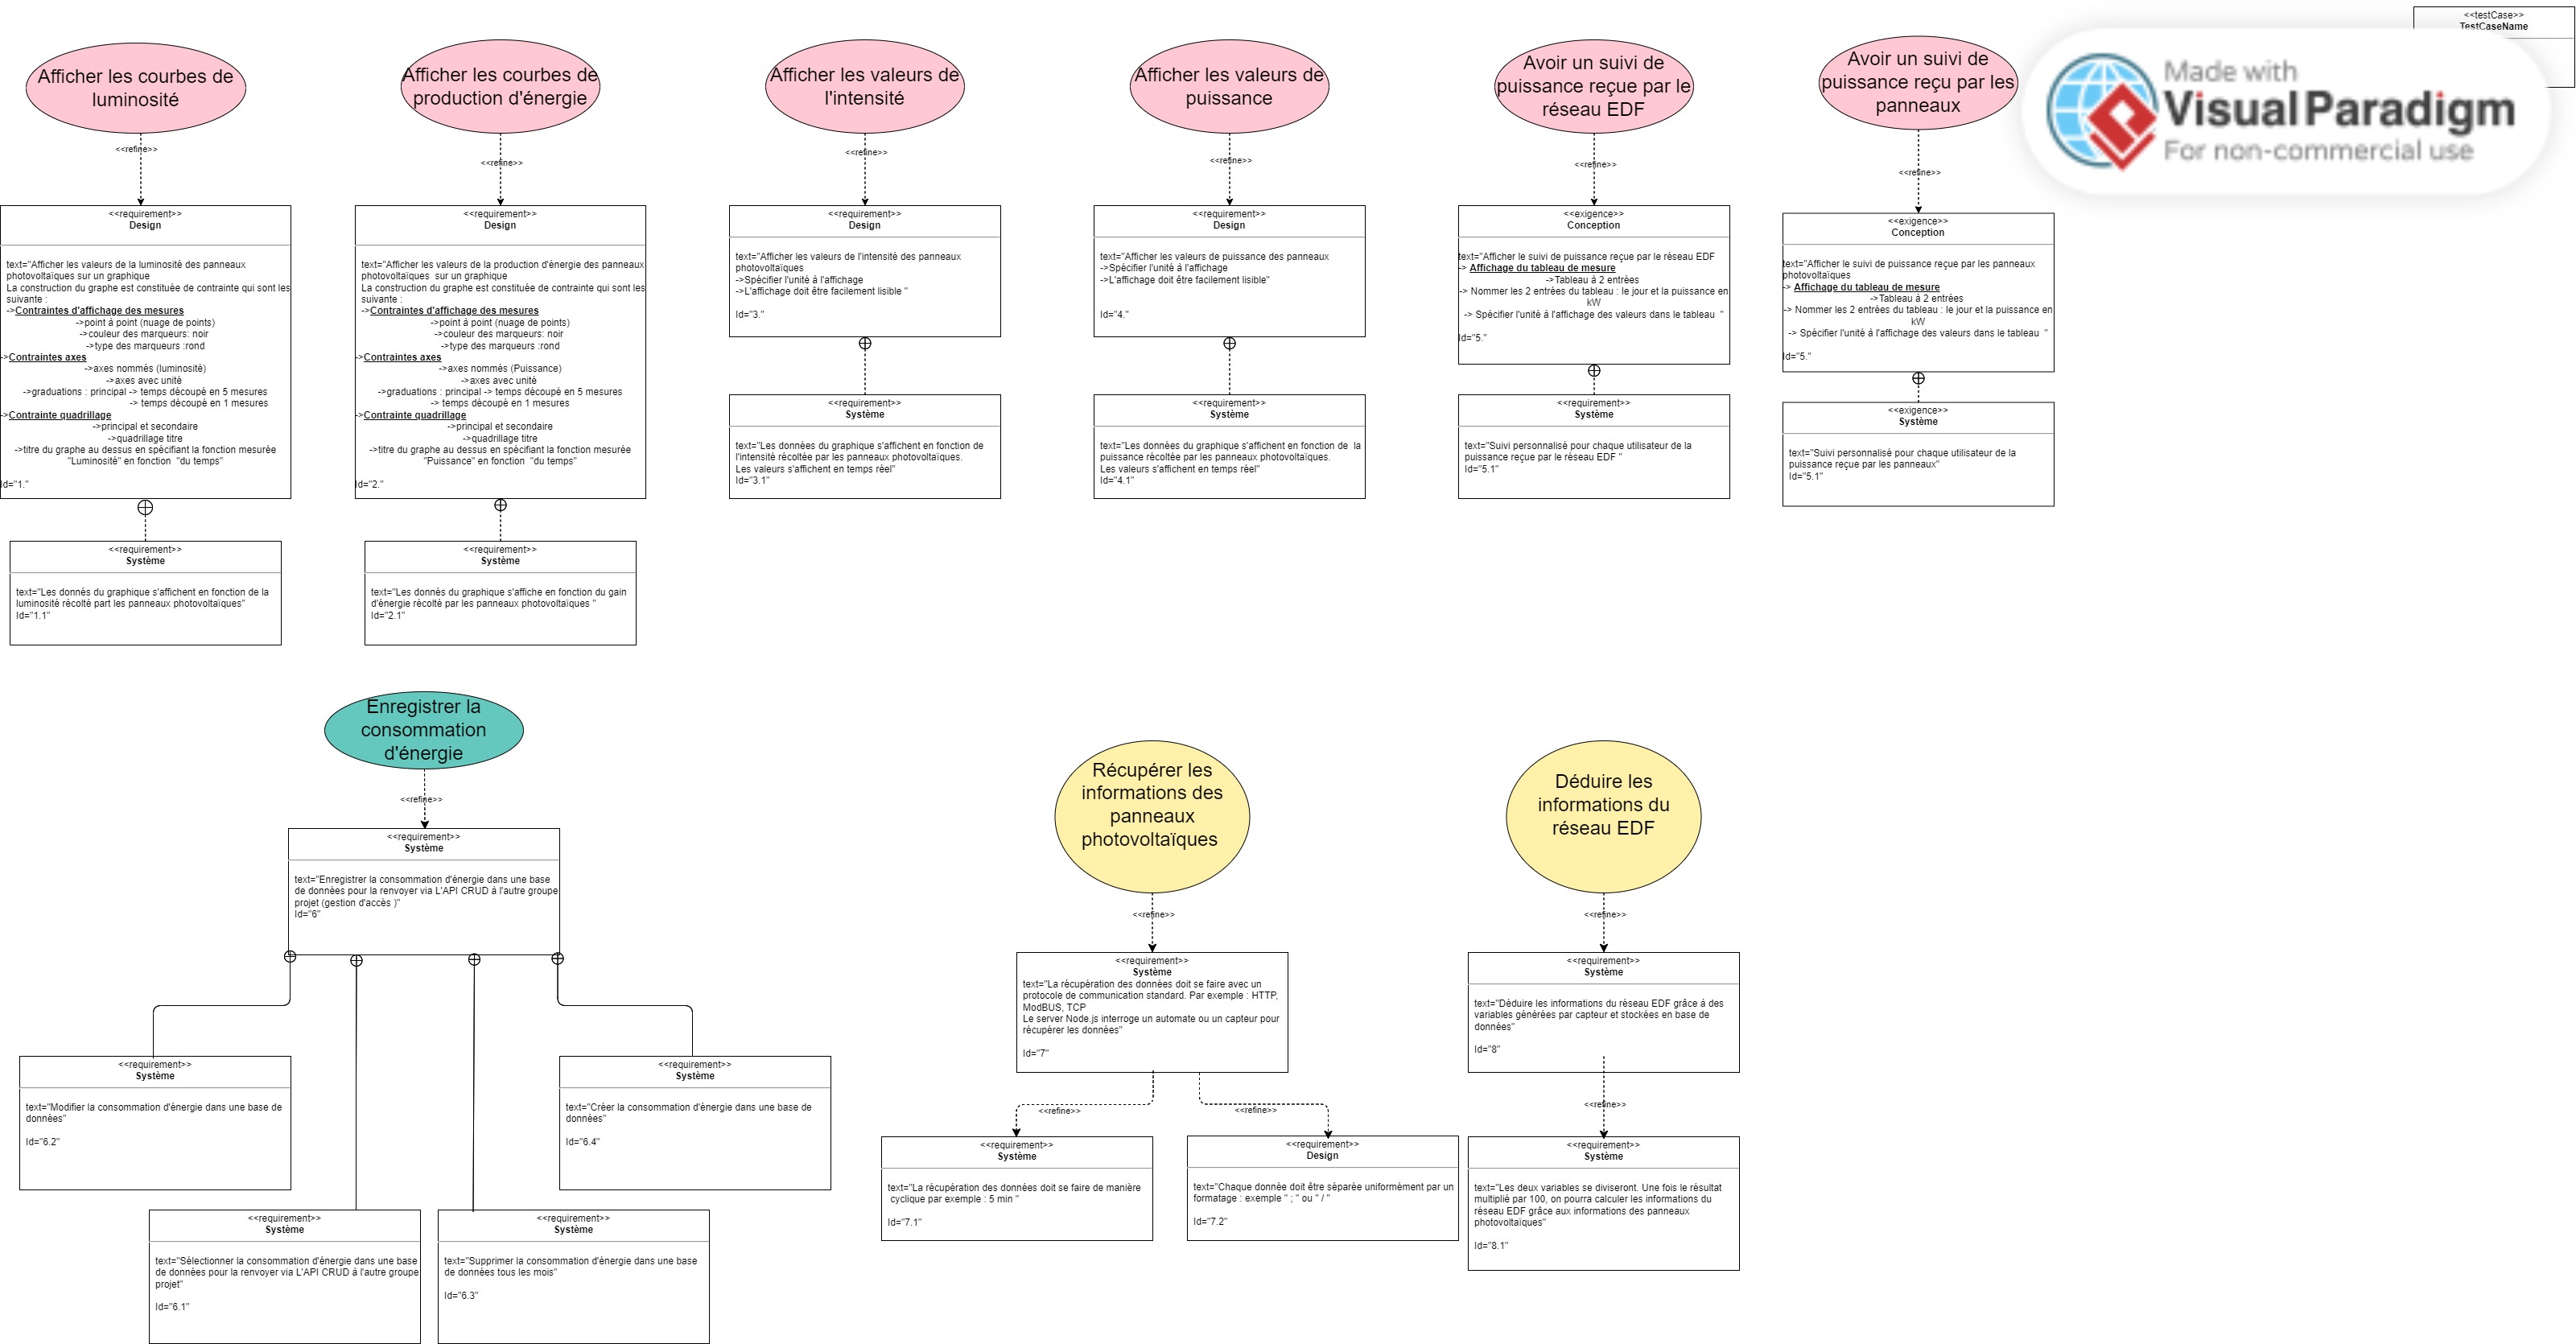 Afficher les courbes de
luminosité
<<refine>>
<<requirement>>
Design
text="Afficher les valeurs de la luminosité des panneaux
photovoltaïques sur un graphique
La construction du graphe est constituée de contrainte qui sont les
suivante :
->Contraintes d'affichage des mesures
->point à point (nuage de points)
->couleur des marqueurs: noir
->type des marqueurs :rond
->Contraintes axes
->axes nommés (luminosité)
->axes avec unité
->graduations : principal -> temps découpé en 5 mesures
-> temps découpé en 1 mesures
->Contrainte quadrillage
->principal et secondaire
->quadrillage titre
->titre du graphe au dessus en spécifiant la fonction mesurée
"Luminosité" en fonction  "du temps"
Id="1."
<<requirement>>
Système
text="Les donnés du graphique s'affichent en fonction de la
luminosité récolté part les panneaux photovoltaïques"
Id="1.1"
Afficher les courbes de
production d'énergie
<<refine>>
<<requirement>>
Design
text="Afficher les valeurs de la production d'énergie des panneaux
photovoltaïques  sur un graphique
La construction du graphe est constituée de contrainte qui sont les
suivante :
->Contraintes d'affichage des mesures
->point à point (nuage de points)
->couleur des marqueurs: noir
->type des marqueurs :rond
->Contraintes axes
->axes nommés (Puissance)
->axes avec unité
->graduations : principal -> temps découpé en 5 mesures
-> temps découpé en 1 mesures
->Contrainte quadrillage
->principal et secondaire
->quadrillage titre
->titre du graphe au dessus en spécifiant la fonction mesurée
"Puissance" en fonction  "du temps"
Id="2."
<<requirement>>
Système
text="Les donnés du graphique s'affiche en fonction du gain
d'énergie récolté par les panneaux photovoltaïques "
Id="2.1"
Afficher les valeurs de
l'intensité
<<refine>>
<<requirement>>
Design
text="Afficher les valeurs de l'intensité des panneaux
photovoltaïques
->Spécifier l'unité à l'affichage
->L'affichage doit être facilement lisible "
Id="3."
<<requirement>>
Système
text="Les données du graphique s'affichent en fonction de
l'intensité récoltée par les panneaux photovoltaïques.
Les valeurs s'affichent en temps réel"
Id="3.1"
Afficher les valeurs de
puissance
<<refine>>
<<requirement>>
Design
text="Afficher les valeurs de puissance des panneaux
->Spécifier l'unité à l'affichage
->L'affichage doit être facilement lisible"
Id="4."
<<requirement>>
Système
text="Les données du graphique s'affichent en fonction de  la
puissance récoltée par les panneaux photovoltaïques.
Les valeurs s'affichent en temps réel"
Id="4.1"
Avoir un suivi de
puissance reçue par le
réseau EDF
<<refine>>
<<exigence>>
Conception
text="Afficher le suivi de puissance reçue par le réseau EDF
-> Affichage du tableau de mesure
->Tableau à 2 entrées
-> Nommer les 2 entrées du tableau : le jour et la puissance en
kW
-> Spécifier l'unité à l'affichage des valeurs dans le tableau  "
Id="5."
<<requirement>>
Système
text="Suivi personnalisé pour chaque utilisateur de la
puissance reçue par le réseau EDF "
Id="5.1"
Avoir un suivi de
puissance reçu par les
panneaux
<<refine>>
<<exigence>>
Conception
text="Afficher le suivi de puissance reçue par les panneaux
photovoltaïques
-> Affichage du tableau de mesure
->Tableau à 2 entrées
-> Nommer les 2 entrées du tableau : le jour et la puissance en
kW
-> Spécifier l'unité à l'affichage des valeurs dans le tableau  "
Id="5."
<<exigence>>
Système
text="Suivi personnalisé pour chaque utilisateur de la
puissance reçue par les panneaux"
Id="5.1"
<<testCase>>
TestCaseName
Made with
Visual Paradigm
For non-commercial use
Enregistrer la
consommation
d'énergie
<<refine>>
<<requirement>>
Système
text="Enregistrer la consommation d'énergie dans une base
de données pour la renvoyer via L'API CRUD à l'autre groupe
projet (gestion d'accès )"
Id="6"
<<requirement>>
Système
text="Modifier la consommation d'énergie dans une base de
données"
Id="6.2"
<<requirement>>
Système
text="Créer la consommation d'énergie dans une base de
données"
Id="6.4"
<<requirement>>
Système
text="Sélectionner la consommation d'énergie dans une base
de données pour la renvoyer via L'API CRUD à l'autre groupe
projet"
Id="6.1"
<<requirement>>
Système
text="Supprimer la consommation d'énergie dans une base
de données tous les mois"
Id="6.3"
Récupérer les
informations des
panneaux
photovoltaïques
<<refine>>
<<requirement>>
Système
text="La récupération des données doit se faire avec un
protocole de communication standard. Par exemple : HTTP,
ModBUS, TCP
Le server Node.js interroge un automate ou un capteur pour
récupérer les données"
Id="7"
<<refine>>
<<refine>>
<<requirement>>
Système
text="La récupération des données doit se faire de manière
cyclique par exemple : 5 min "
Id="7.1"
<<requirement>>
Design
text="Chaque donnée doit être séparée uniformément par un
formatage : exemple " ; " ou " / "
Id="7.2"
Déduire les
informations du
réseau EDF
<<refine>>
<<requirement>>
Système
text="Déduire les informations du réseau EDF grâce à des
variables générées par capteur et stockées en base de
données"
Id="8"
<<refine>>
<<requirement>>
Système
text="Les deux variables se diviseront. Une fois le résultat
multiplié par 100, on pourra calculer les informations du
réseau EDF grâce aux informations des panneaux
photovoltaïques"
Id="8.1"